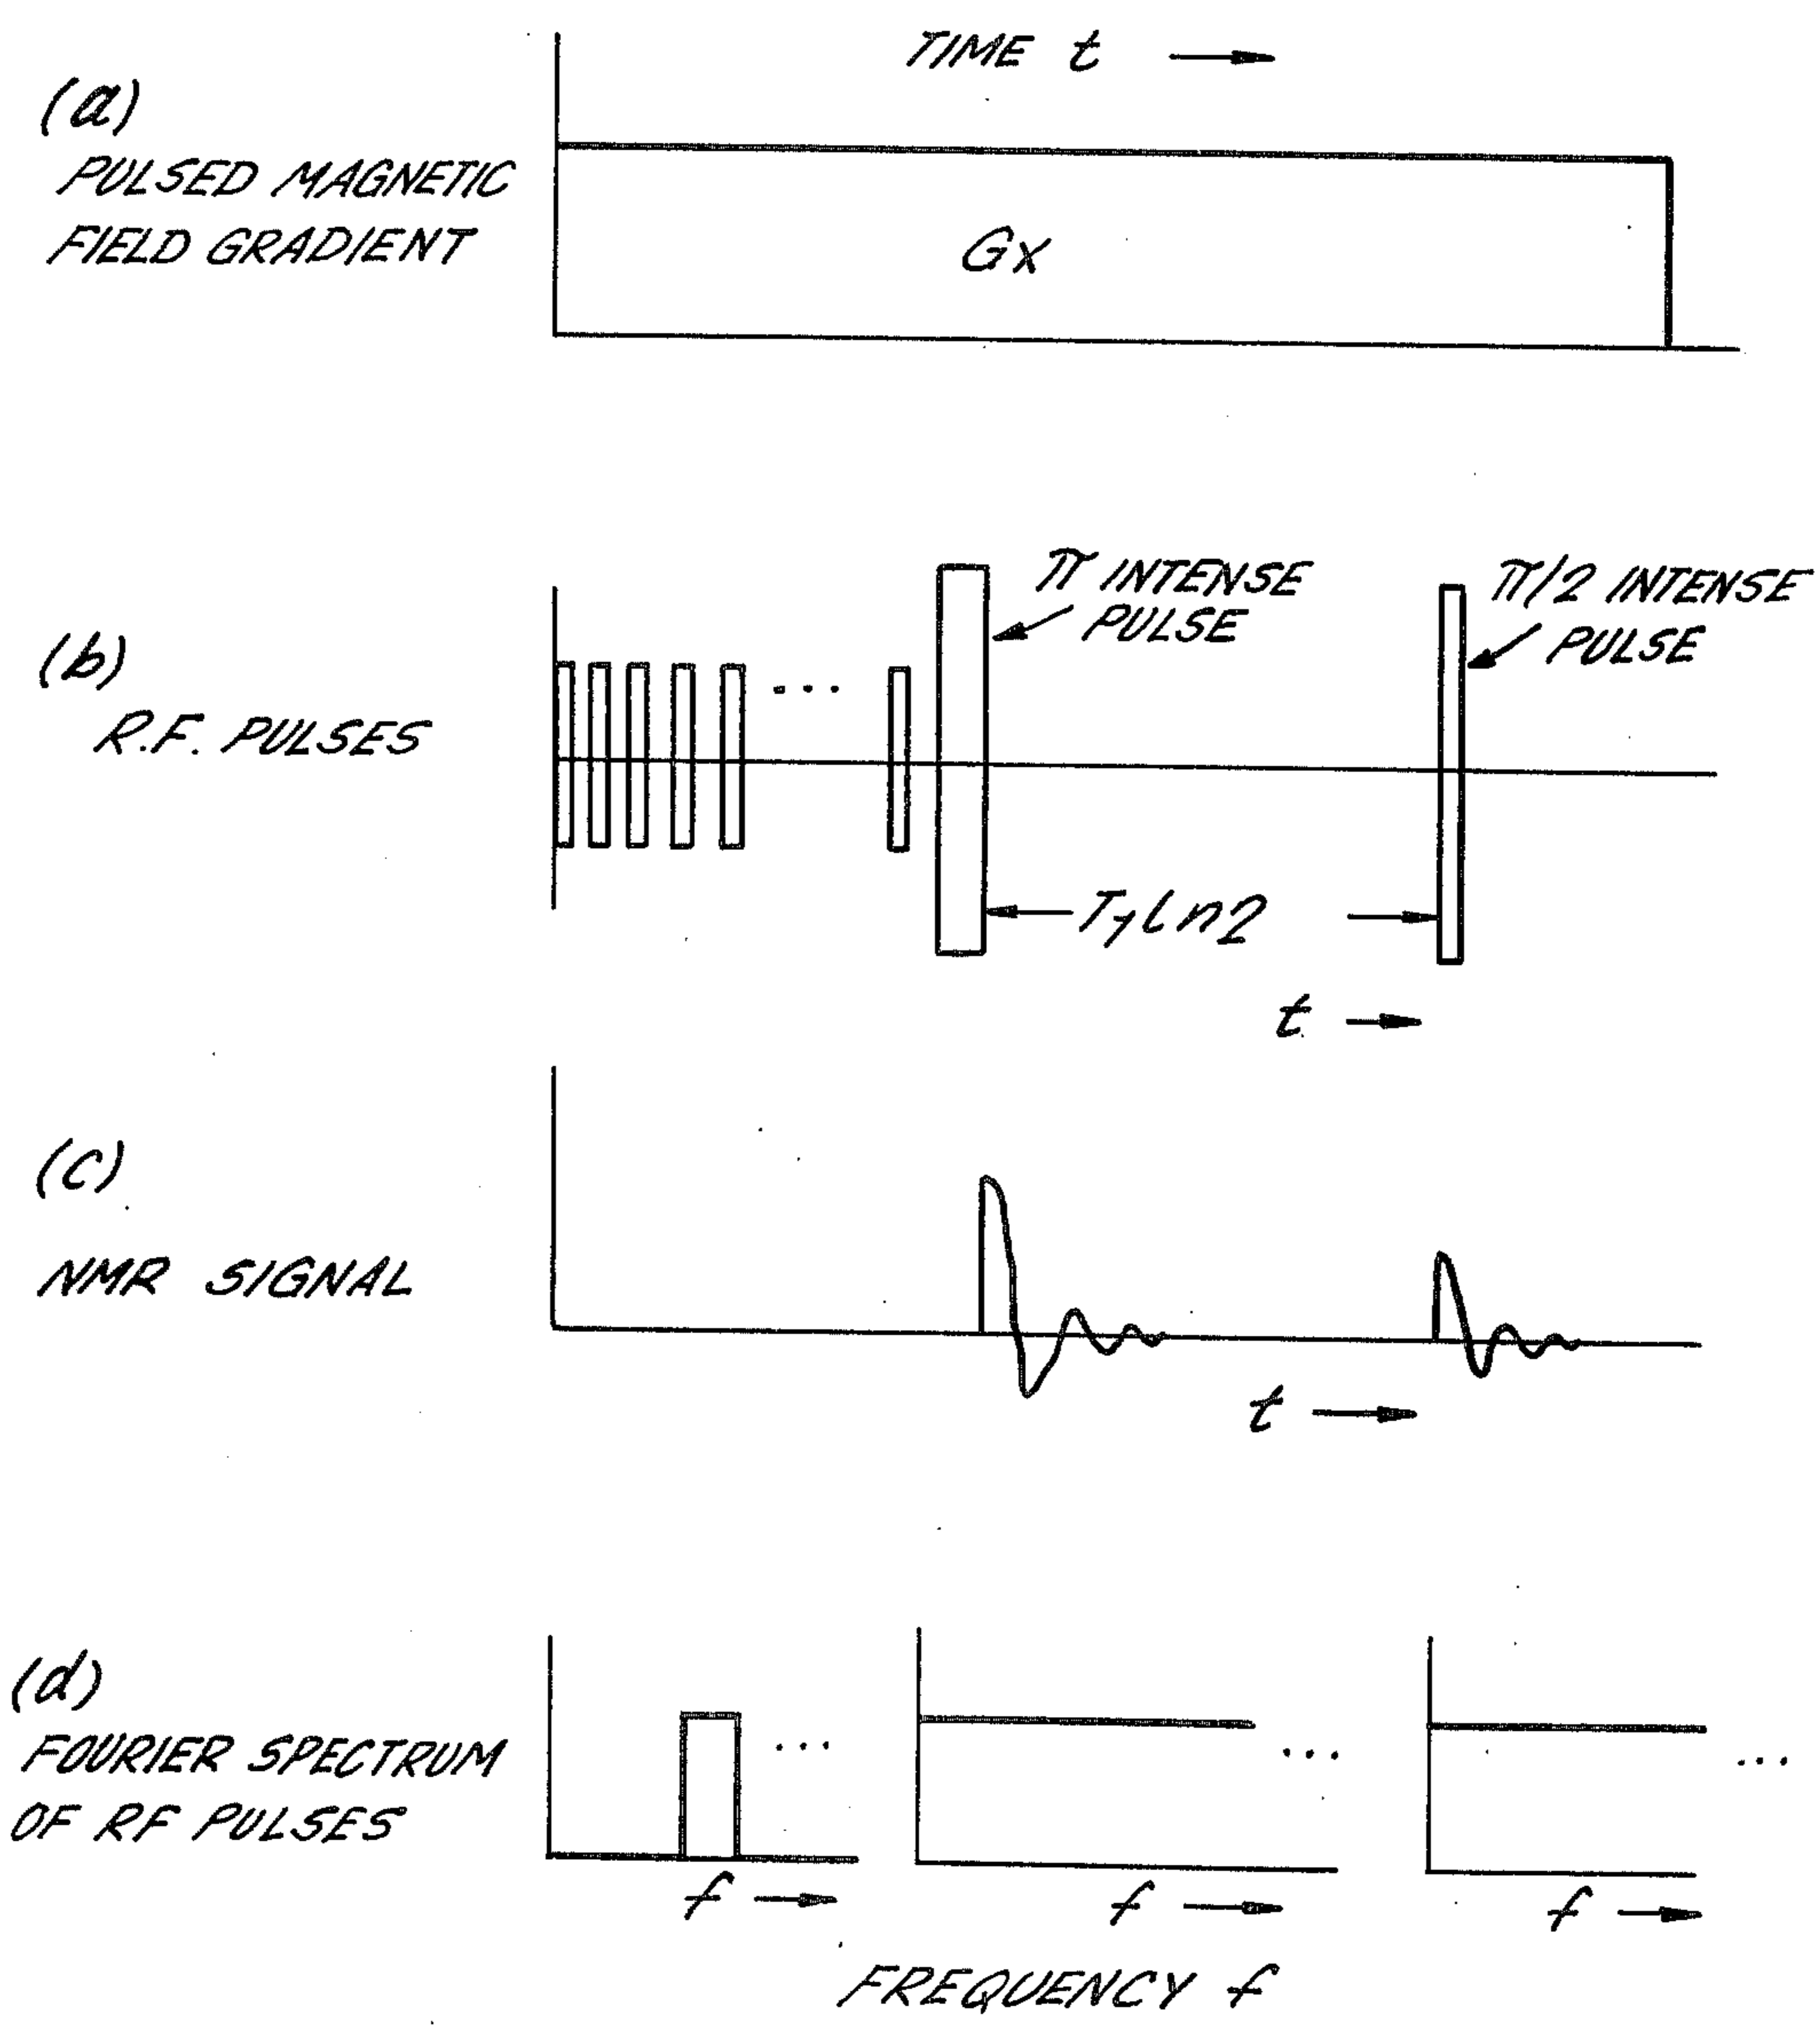 TIME t
(a)
PULSED MAGNETIC
FIELD GRADIENT
Gx
(b)
R.F. PULSES
...
π INTENSE
PULSE
π/2 INTENSE
PULSE
T1 ln2
t
(c)
NMR SIGNAL
t
(d)
FOURIER SPECTRUM
OF RF PULSES
...
...
...
f
f
f
FREQUENCY f